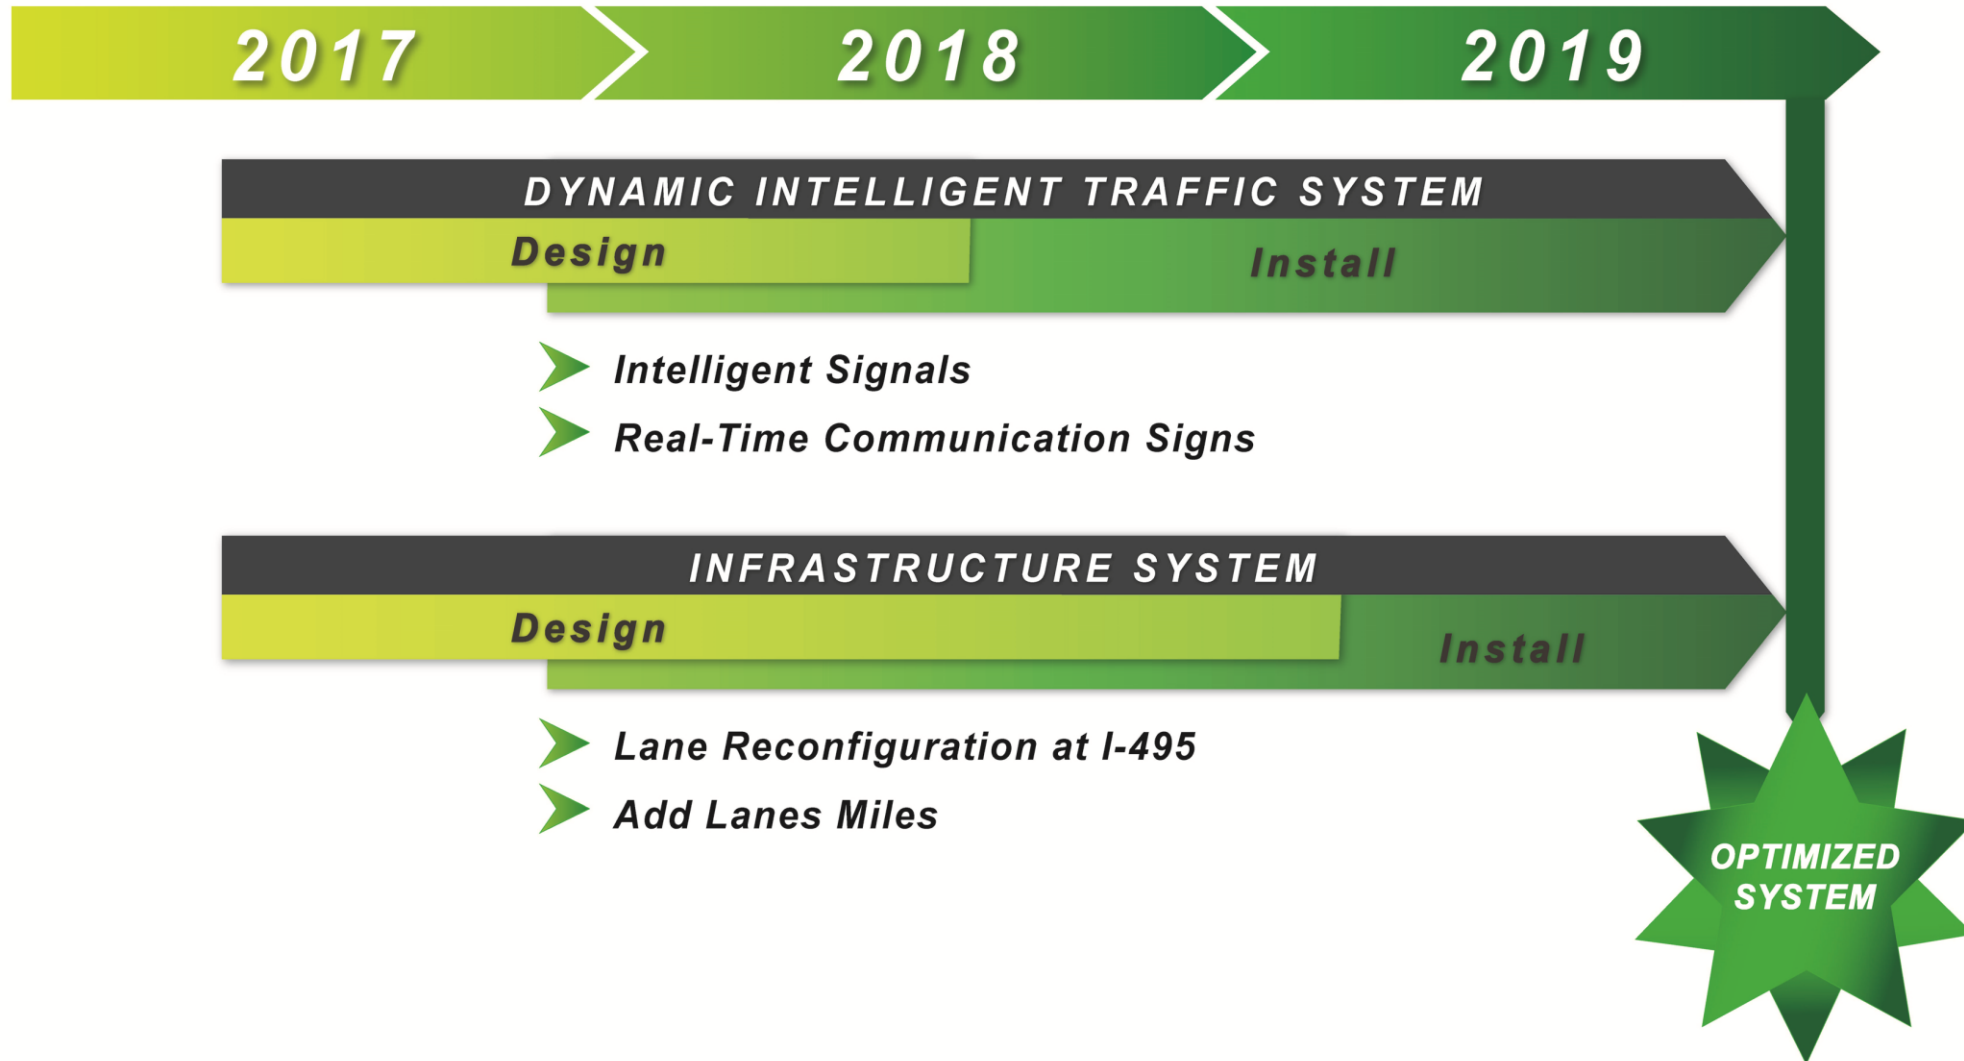 2017
2018
2019
DYNAMIC INTELLIGENT TRAFFIC SYSTEM
Design
Install
Intelligent Signals
Real-Time Communication Signs
INFRASTRUCTURE SYSTEM
Design
Install
Lane Reconfiguration at I-495
Add Lanes Miles
OPTIMIZED
SYSTEM